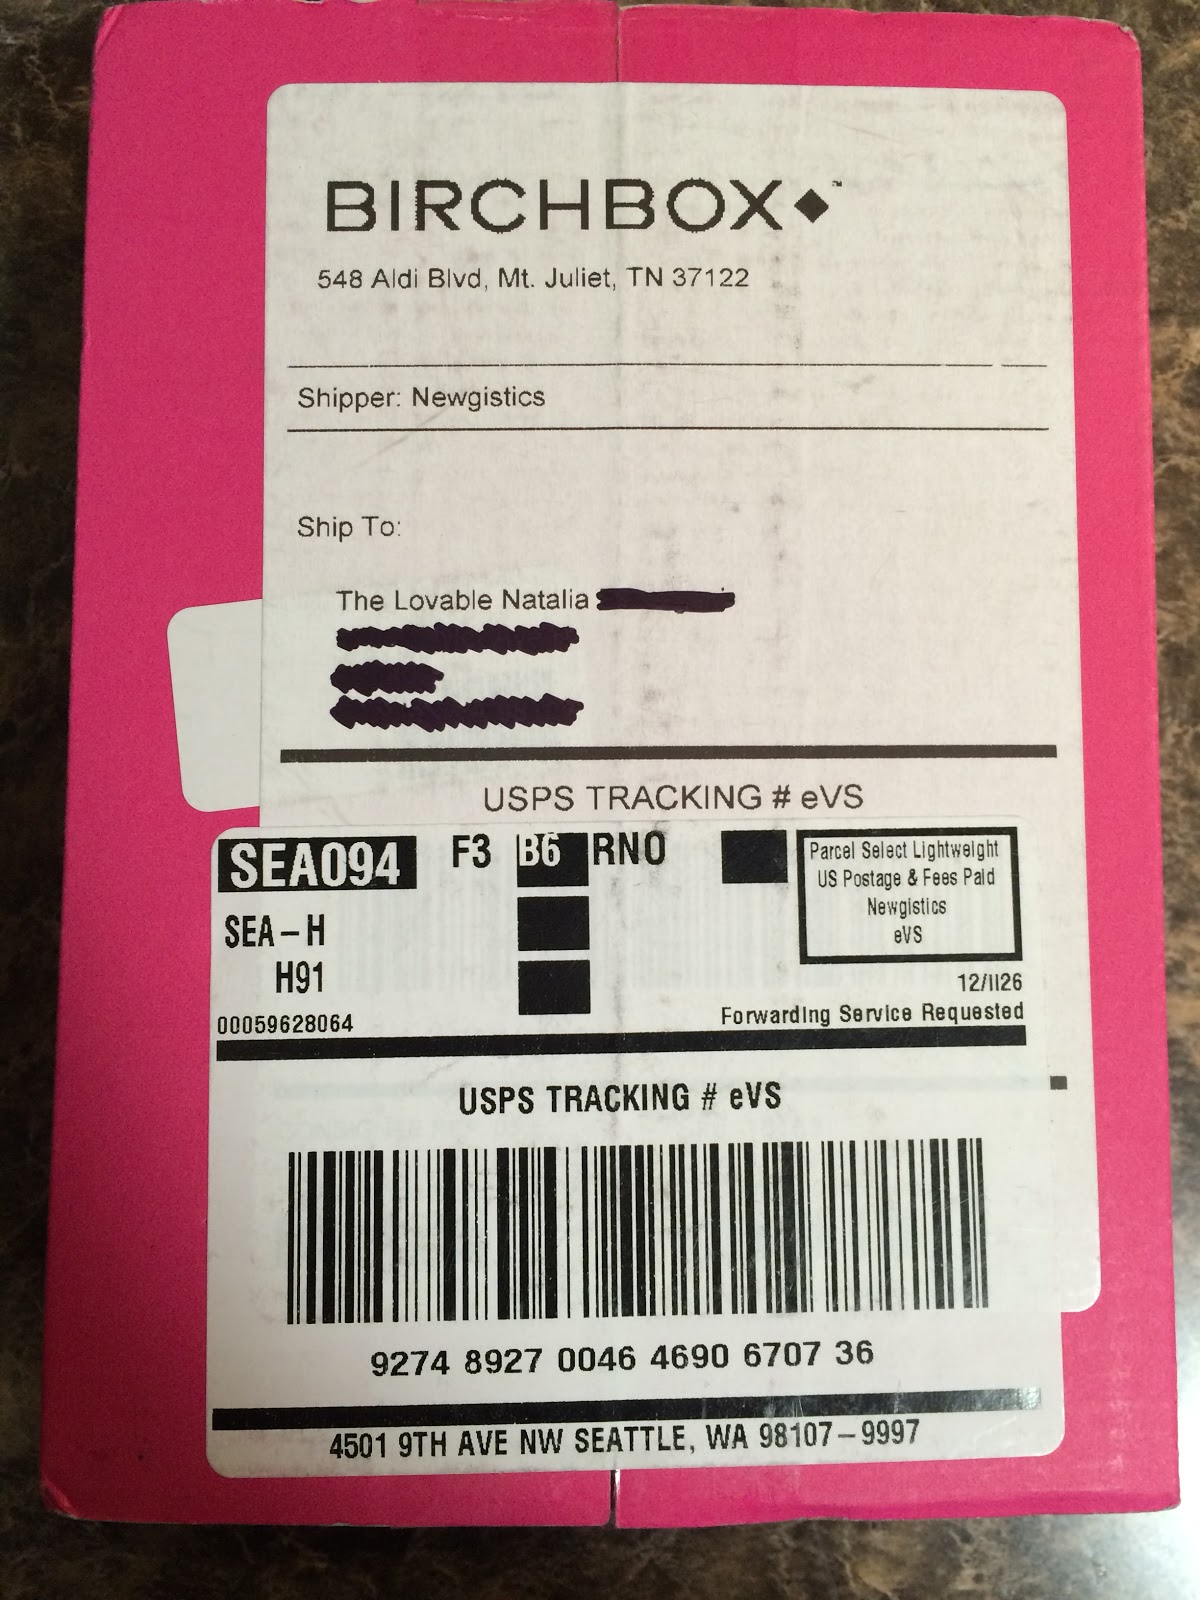 BIRCHBOX◆™
548 Aldi Blvd, Mt. Juliet, TN 37122
Shipper: Newgistics
Ship To:
The Lovable Natalia
USPS TRACKING # eVS
SEA094 F3 B6 RNO
SEA-H
H91
00059628064
Parcel Select Lightweight
US Postage & Fees Paid
Newgistics
eVS
12/1126
Forwarding Service Requested
USPS TRACKING # eVS
9274 8927 0046 4690 6707 36
4501 9TH AVE NW SEATTLE, WA 98107-9997